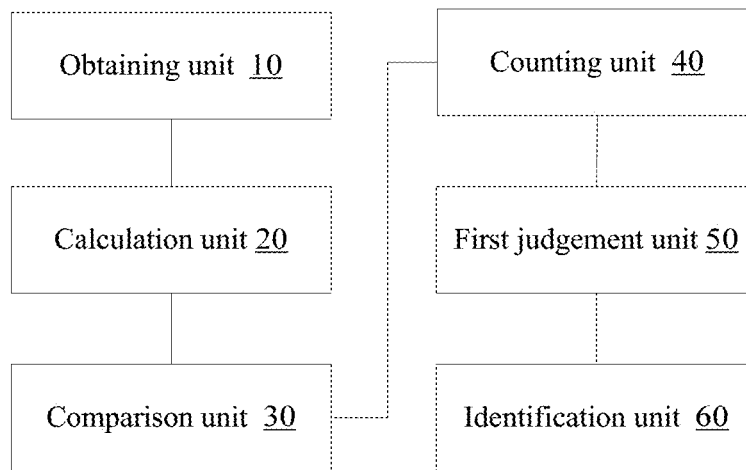 Obtaining unit 10
Calculation unit 20
Comparison unit 30
Counting unit 40
First judgement unit 50
Identification unit 60